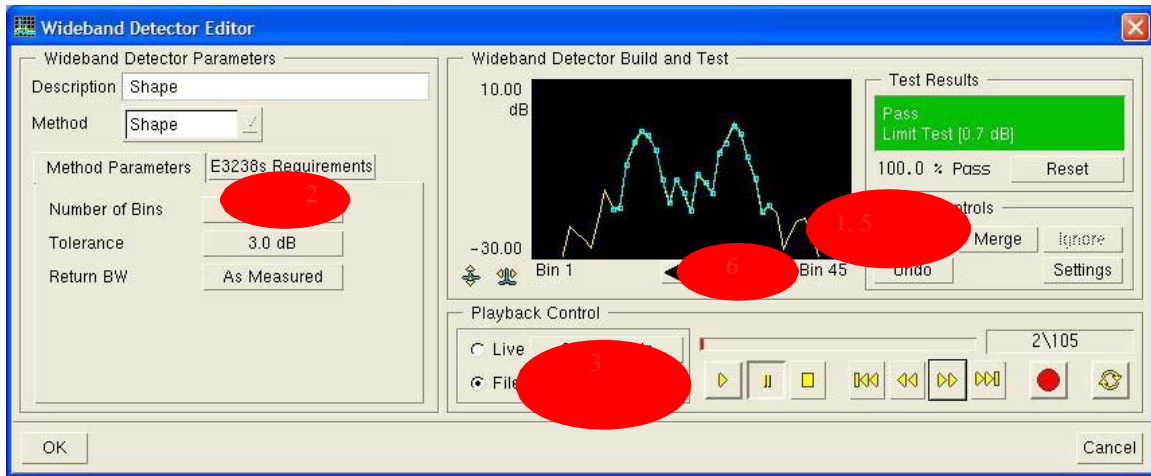 Wideband Detector Editor
Wideband Detector Parameters
Description Shape
Method Shape
Method Parameters E3238s Requirements
2
Number of Bins
Tolerance 3.0 dB
Return BW As Measured
Wideband Detector Build and Test
10.00
dB
-30.00
Bin 1
6
Bin 45
Test Results
Pass
Limit Test [0.7 dB]
100.0 % Pass Reset
1, 5
Merge Ignore
Undo Settings
Playback Control
Live
3
File
2\105
OK Cancel